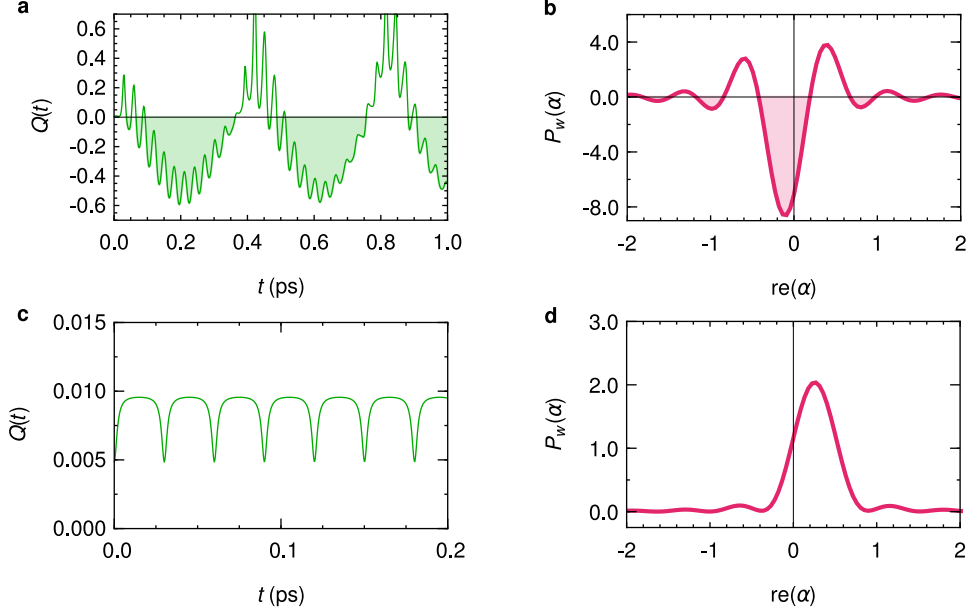 a
0.6
0.4
0.2
0.0
-0.2
-0.4
-0.6
Q(t)
0.0 0.2 0.4 0.6 0.8 1.0
t (ps)
b
4.0
0.0
-4.0
-8.0
P_w(α)
-2 -1 0 1 2
re(α)
c
0.015
0.010
0.005
0.000
Q(t)
0.0 0.1 0.2
t (ps)
d
3.0
2.0
1.0
0.0
P_w(α)
-2 -1 0 1 2
re(α)